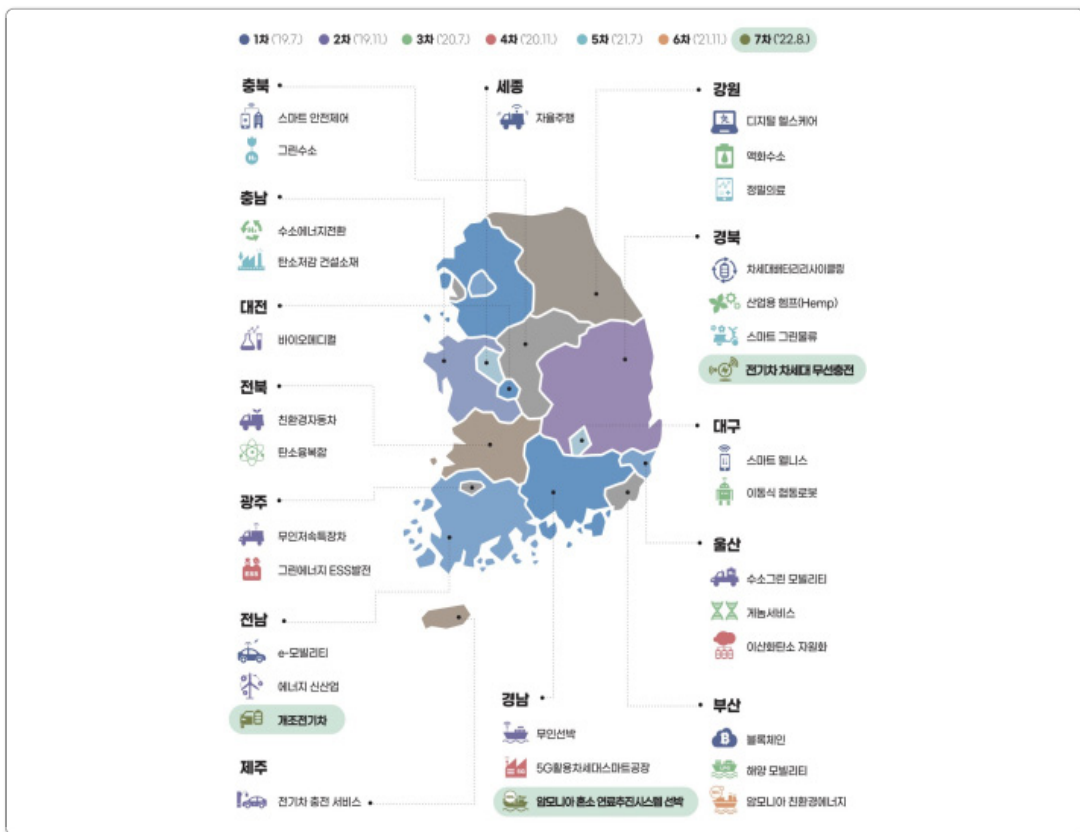 1차 ('19.7.) 2차 ('19.11.) 3차 ('20.7.) 4차 ('20.11.) 5차 ('21.7.) 6차 ('21.11.) 7차 ('22.8.)
충북
스마트 안전제어
그린수소
충남
수소에너지전환
탄소저감 건설소재
대전
바이오메디컬
전북
친환경자동차
탄소융복합
광주
무인저속특장차
그린에너지 ESS발전
전남
e-모빌리티
에너지 신산업
개조전기차
제주
전기차 충전 서비스
세종
자율주행
경남
무인선박
5G활용차세대스마트공장
암모니아 혼소 연료추진시스템 선박
강원
디지털 헬스케어
액화수소
정밀의료
경북
차세대배터리리사이클링
산업용 헴프(Hemp)
스마트 그린물류
전기차 차세대 무선충전
대구
스마트 웰니스
이동식 협동로봇
울산
수소그린 모빌리티
게놈서비스
이산화탄소 자원화
부산
블록체인
해양 모빌리티
암모니아 친환경에너지